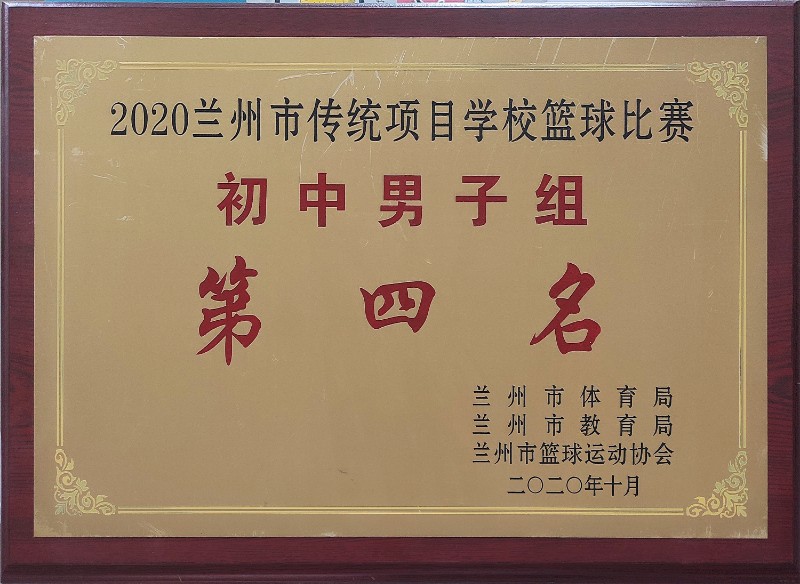 2020兰州市传统项目学校篮球比赛
初中男子组
第四名
兰州市体育局
兰州市教育局
兰州市篮球运动协会
二〇二〇年十月